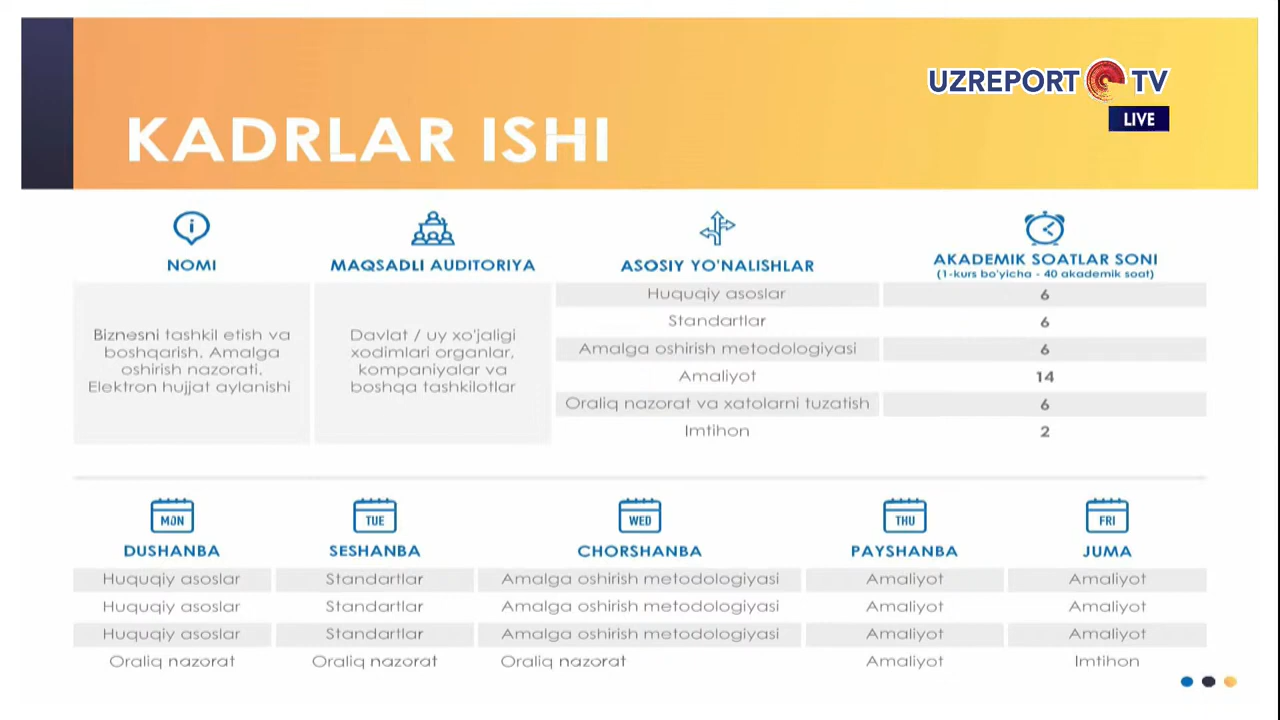 UZREPORT TV
LIVE
KADRLAR ISHI
NOMI
MAQSADLI AUDITORIYA
ASOSIY YO'NALISHLAR
AKADEMIK SOATLAR SONI
(1-kurs bo'yicha - 40 akademik soat)
Biznesni tashkil etish va
boshqarish. Amalga
oshirish nazorati.
Elektron hujjat aylanishi
Davlat / uy xo'jaligi
xodimlari organlar,
kompaniyalar va
boshqa tashkilotlar
Huquqiy asoslar 6
Standartlar 6
Amalga oshirish metodologiyasi 6
Amaliyot 14
Oraliq nazorat va xatolarni tuzatish 6
Imtihon 2
MON TUE WED THU FRI
DUSHANBA SESHANBA CHORSHANBA PAYSHANBA JUMA
Huquqiy asoslar Standartlar Amalga oshirish metodologiyasi Amaliyot Amaliyot
Huquqiy asoslar Standartlar Amalga oshirish metodologiyasi Amaliyot Amaliyot
Huquqiy asoslar Standartlar Amalga oshirish metodologiyasi Amaliyot Amaliyot
Oraliq nazorat Oraliq nazorat Oraliq nazorat Amaliyot Imtihon